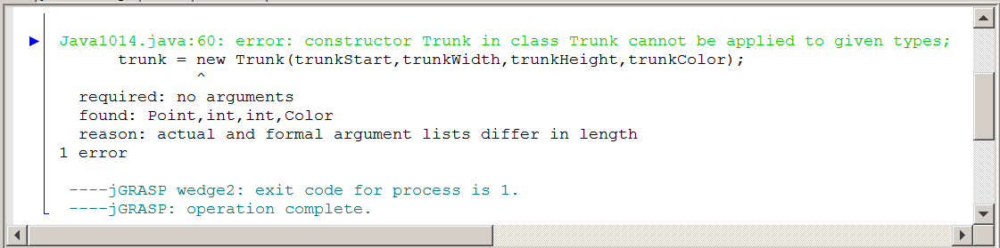 Java1014.java:60: error: constructor Trunk in class Trunk cannot be applied to given types;
trunk = new Trunk(trunkStart,trunkWidth,trunkHeight,trunkColor);
^
required: no arguments
found: Point,int,int,Color
reason: actual and formal argument lists differ in length
1 error
----jGRASP wedge2: exit code for process is 1.
----jGRASP: operation complete.